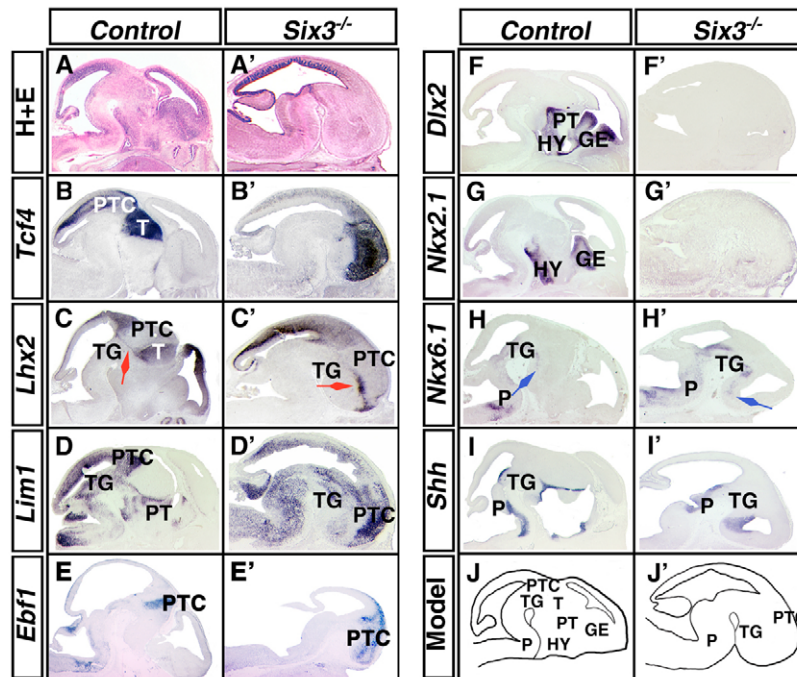 Control Six3-/- Control Six3-/-
H+E A A'
Dlx2 F PT HY GE F'
Tcf4 B PTC T B'
Nkx2.1 G HY GE G'
Lhx2 C PTC TG T C' TG PTC
Nkx6.1 H TG P H' TG P
Lim1 D PTC TG PT D' TG PTC
Shh I TG P I' P TG
Ebf1 E PTC E' PTC
Model J PTC TG T PT GE P HY J' P TG PT